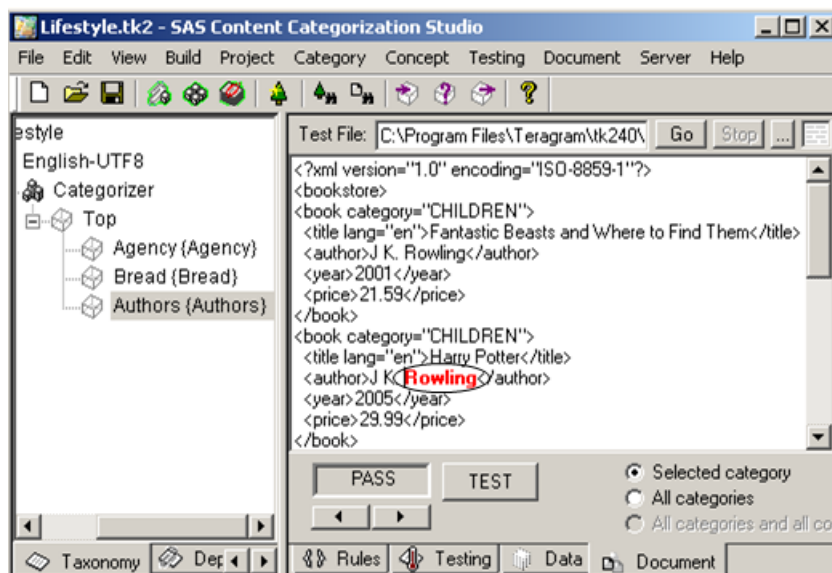 Lifestyle.tk2 - SAS Content Categorization Studio
File Edit View Build Project Category Concept Testing Document Server Help
estyle
English-UTF8
Categorizer
Top
Agency {Agency}
Bread {Bread}
Authors {Authors}
Taxonomy Dep
Test File: C:\Program Files\Teragram\tk240\ Go Stop ...
<?xml version="1.0" encoding="ISO-8859-1"?>
<bookstore>
<book category="CHILDREN">
<title lang="en">Fantastic Beasts and Where to Find Them</title>
<author>J K. Rowling</author>
<year>2001</year>
<price>21.59</price>
</book>
<book category="CHILDREN">
<title lang="en">Harry Potter</title>
<author>J K. Rowling</author>
<year>2005</year>
<price>29.99</price>
</book>
PASS TEST
Selected category
All categories
All categories and all co
Rules Testing Data Document